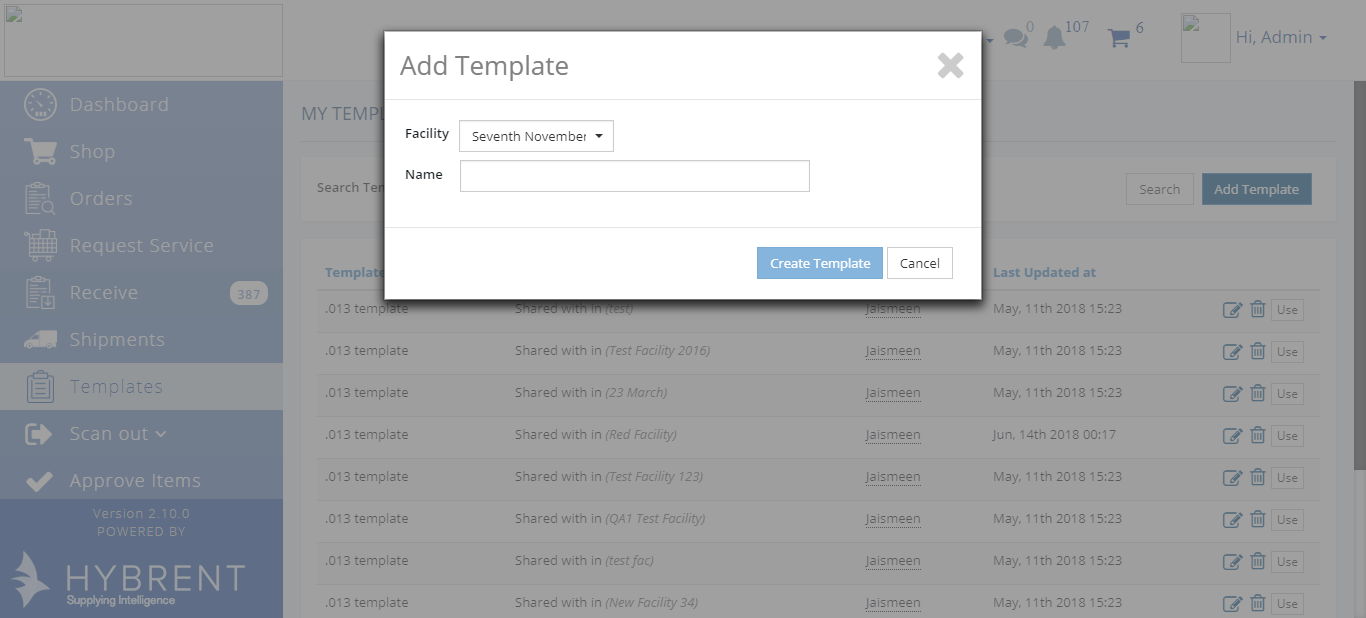 0
107
6
Hi, Admin
Add Template
Dashboard
Shop
Orders
Request Service
Receive
387
Shipments
Templates
Scan out
Approve Items
Version 2.10.0
POWERED BY
HYBRENT
Supplying Intelligence
MY TEMPL
Facility
Seventh November
Name
Search Ten
Search
Add Template
Create Template
Cancel
Template
Last Updated at
.013 template Shared with in (test) Jaismeen May, 11th 2018 15:23 Use
.013 template Shared with in (Test Facility 2016) Jaismeen May, 11th 2018 15:23 Use
.013 template Shared with in (23 March) Jaismeen May, 11th 2018 15:23 Use
.013 template Shared with in (Red Facility) Jaismeen Jun, 14th 2018 00:17 Use
.013 template Shared with in (Test Facility 123) Jaismeen May, 11th 2018 15:23 Use
.013 template Shared with in (QA1 Test Facility) Jaismeen May, 11th 2018 15:23 Use
.013 template Shared with in (test fac) Jaismeen May, 11th 2018 15:23 Use
.013 template Shared with in (New Facility 34) Jaismeen May, 11th 2018 15:23 Use